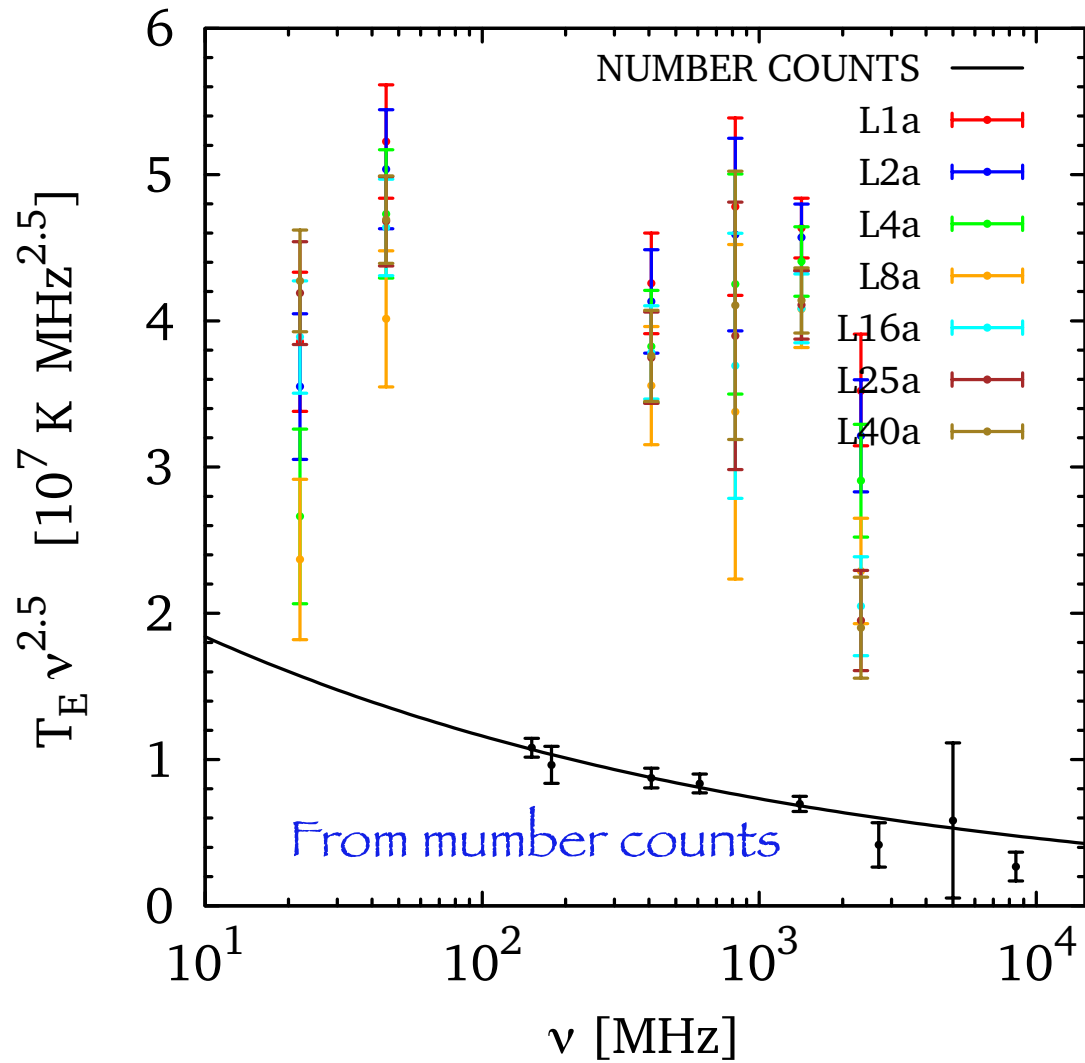 6
5
4
3
2
1
0
T_E ν^2.5 [10^7 K MHz^2.5]
NUMBER COUNTS
L1a
L2a
L4a
L8a
L16a
L25a
L40a
From mumber counts
10^1 10^2 10^3 10^4
ν [MHz]